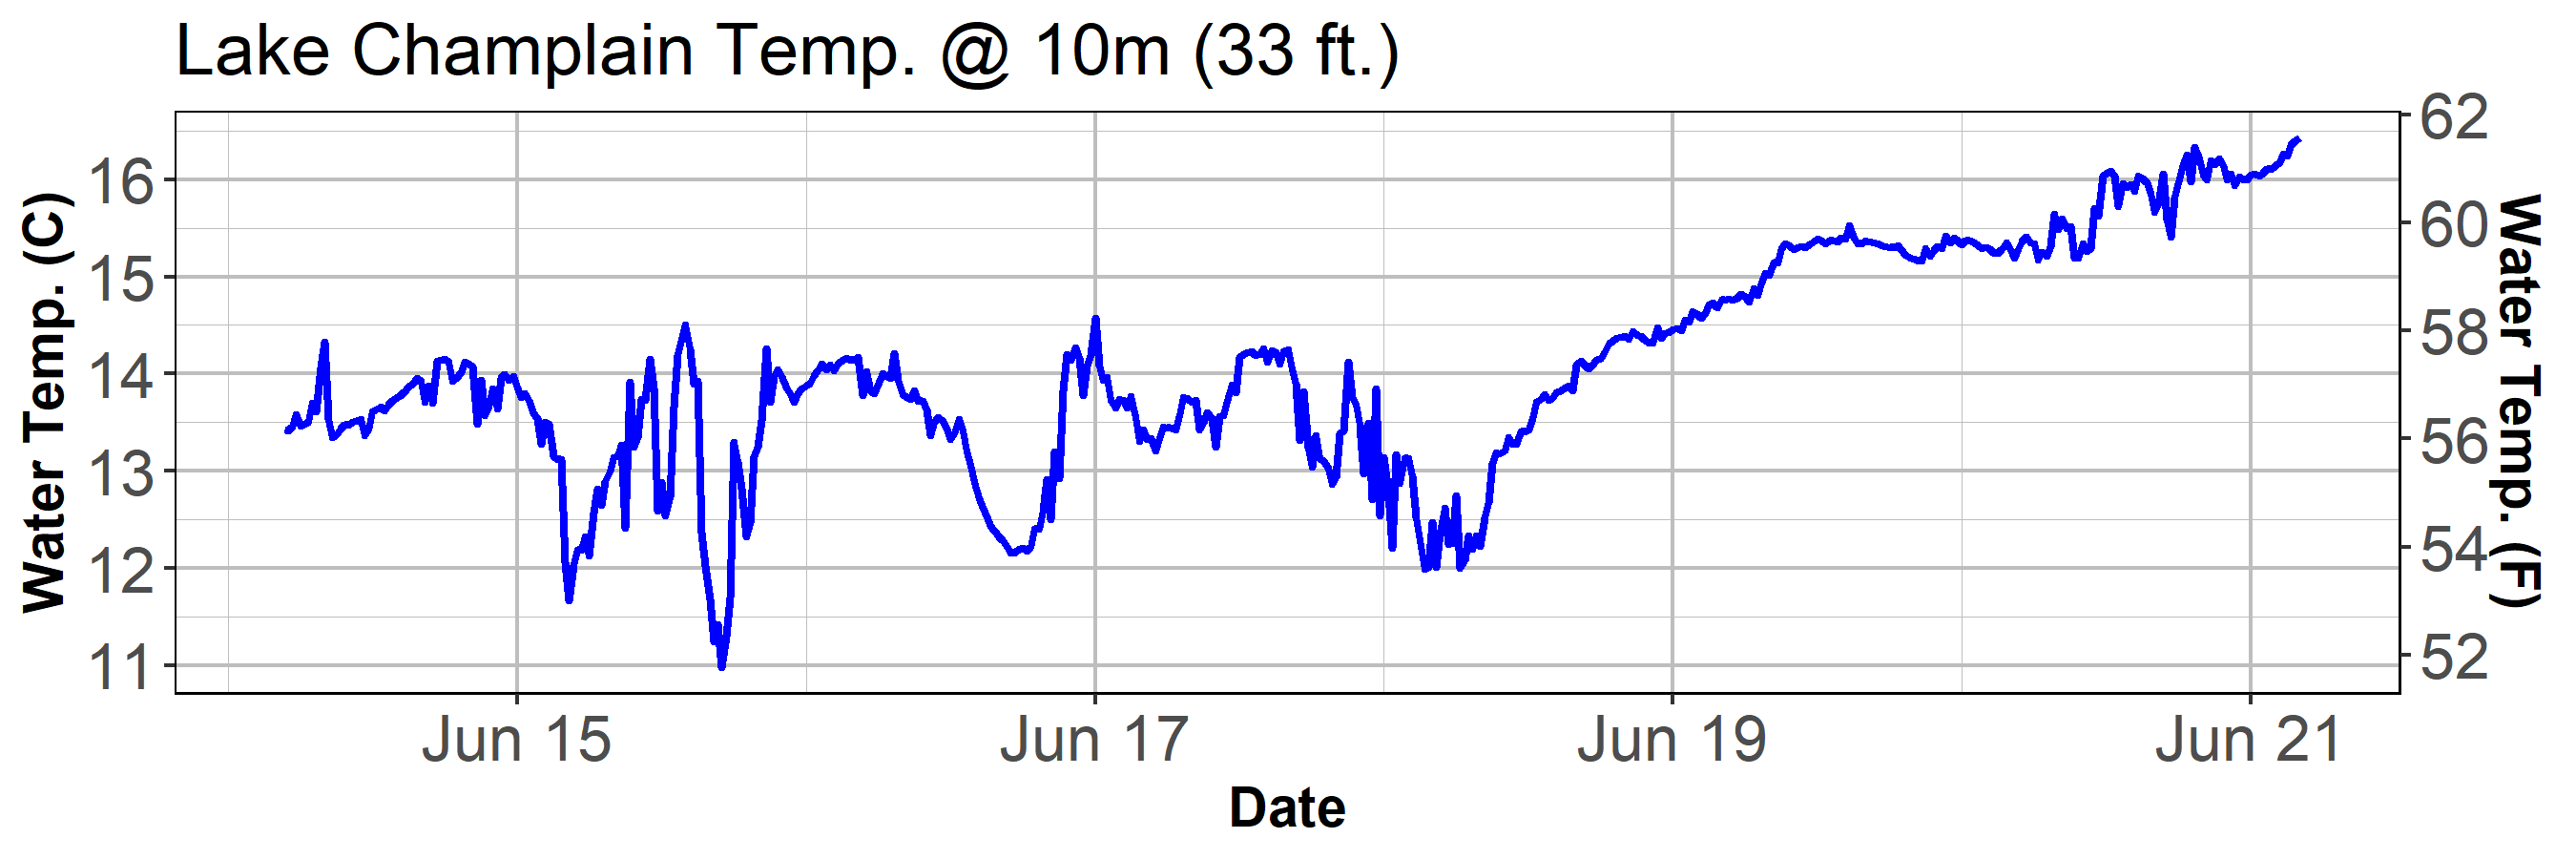 Lake Champlain Temp. @ 10m (33 ft.)
Water Temp. (C)
16
15
14
13
12
11
62
60
58
56
54
52
Water Temp. (F)
Jun 15
Jun 17
Jun 19
Jun 21
Date